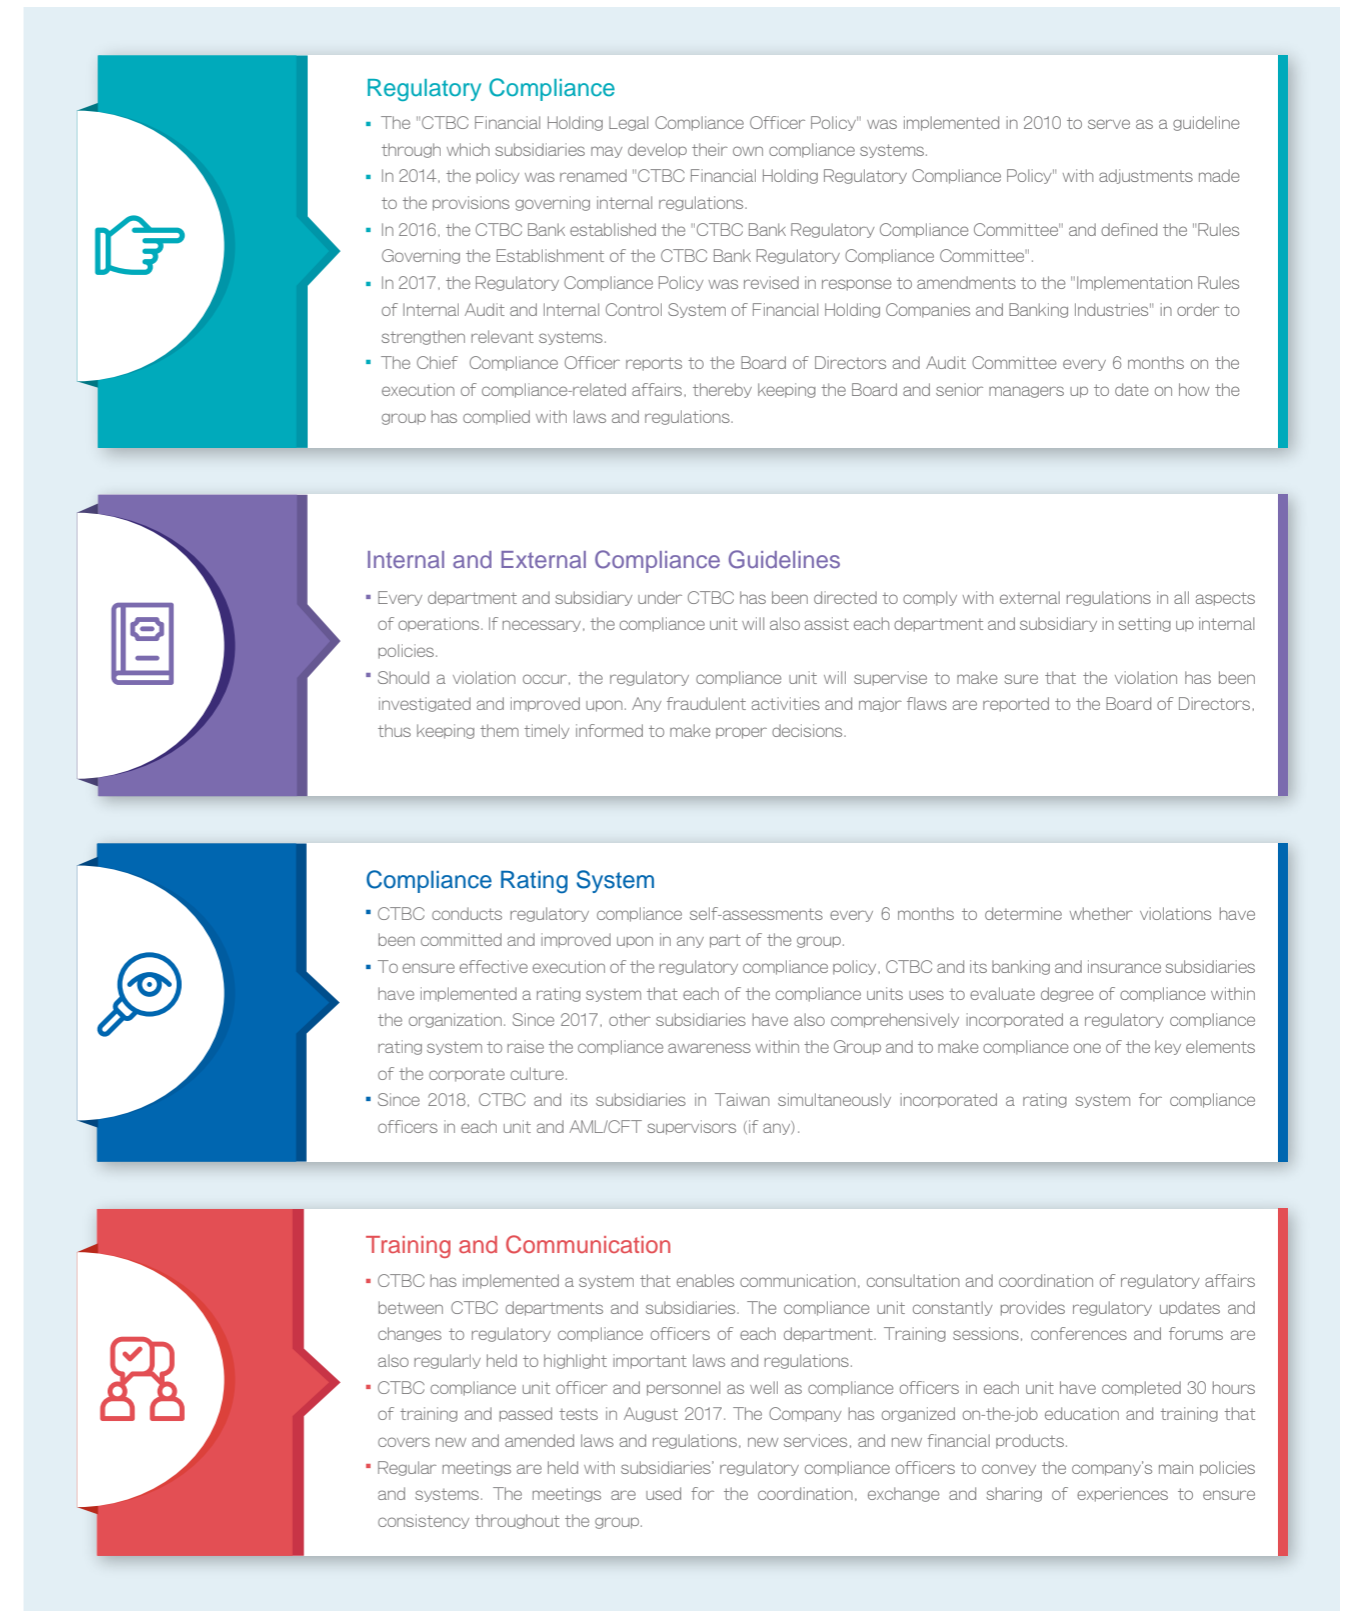 Regulatory Compliance
▪ The "CTBC Financial Holding Legal Compliance Officer Policy" was implemented in 2010 to serve as a guideline
through which subsidiaries may develop their own compliance systems.
▪ In 2014, the policy was renamed "CTBC Financial Holding Regulatory Compliance Policy" with adjustments made
to the provisions governing internal regulations.
▪ In 2016, the CTBC Bank established the "CTBC Bank Regulatory Compliance Committee" and defined the "Rules
Governing the Establishment of the CTBC Bank Regulatory Compliance Committee".
▪ In 2017, the Regulatory Compliance Policy was revised in response to amendments to the "Implementation Rules
of Internal Audit and Internal Control System of Financial Holding Companies and Banking Industries" in order to
strengthen relevant systems.
▪ The Chief Compliance Officer reports to the Board of Directors and Audit Committee every 6 months on the
execution of compliance-related affairs, thereby keeping the Board and senior managers up to date on how the
group has complied with laws and regulations.
Internal and External Compliance Guidelines
▪ Every department and subsidiary under CTBC has been directed to comply with external regulations in all aspects
of operations. If necessary, the compliance unit will also assist each department and subsidiary in setting up internal
policies.
▪ Should a violation occur, the regulatory compliance unit will supervise to make sure that the violation has been
investigated and improved upon. Any fraudulent activities and major flaws are reported to the Board of Directors,
thus keeping them timely informed to make proper decisions.
Compliance Rating System
▪ CTBC conducts regulatory compliance self-assessments every 6 months to determine whether violations have
been committed and improved upon in any part of the group.
▪ To ensure effective execution of the regulatory compliance policy, CTBC and its banking and insurance subsidiaries
have implemented a rating system that each of the compliance units uses to evaluate degree of compliance within
the organization. Since 2017, other subsidiaries have also comprehensively incorporated a regulatory compliance
rating system to raise the compliance awareness within the Group and to make compliance one of the key elements
of the corporate culture.
▪ Since 2018, CTBC and its subsidiaries in Taiwan simultaneously incorporated a rating system for compliance
officers in each unit and AML/CFT supervisors (if any).
Training and Communication
▪ CTBC has implemented a system that enables communication, consultation and coordination of regulatory affairs
between CTBC departments and subsidiaries. The compliance unit constantly provides regulatory updates and
changes to regulatory compliance officers of each department. Training sessions, conferences and forums are
also regularly held to highlight important laws and regulations.
▪ CTBC compliance unit officer and personnel as well as compliance officers in each unit have completed 30 hours
of training and passed tests in August 2017. The Company has organized on-the-job education and training that
covers new and amended laws and regulations, new services, and new financial products.
▪ Regular meetings are held with subsidiaries' regulatory compliance officers to convey the company's main policies
and systems. The meetings are used for the coordination, exchange and sharing of experiences to ensure
consistency throughout the group.